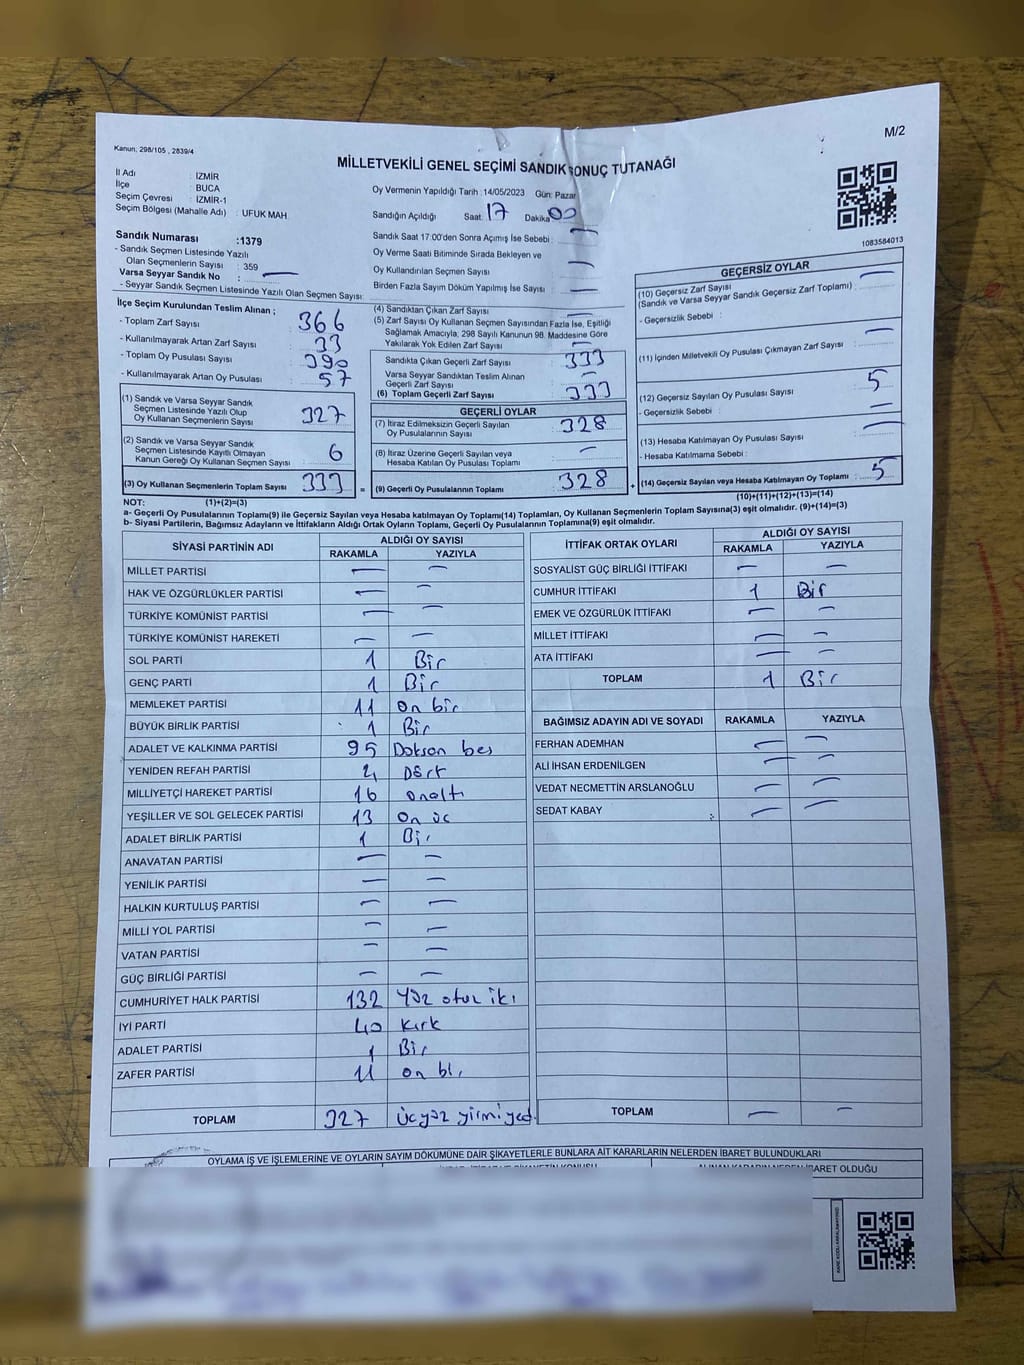 M/2
Kanun; 298/105 , 2839/4
MİLLETVEKİLİ GENEL SEÇİMİ SANDIK SONUÇ TUTANAĞI
İl Adı : İZMİR
İlçe : BUCA
Seçim Çevresi : İZMİR-1
Seçim Bölgesi (Mahalle Adı) : UFUK MAH.
Oy Vermenin Yapıldığı Tarih : 14/05/2023 Gün: Pazar
Sandığın Açıldığı Saat: 17 Dakika: 00
Sandık Saat 17:00'den Sonra Açımış İse Sebebi : —
Oy Verme Saati Bitiminde Sırada Bekleyen ve
Oy Kullandırılan Seçmen Sayısı : —
Birden Fazla Sayım Döküm Yapılmış İse Sayısı : —
1083584013
Sandık Numarası :1379
- Sandık Seçmen Listesinde Yazılı
Olan Seçmenlerin Sayısı : 359
Varsa Seyyar Sandık No : —
- Seyyar Sandık Seçmen Listesinde Yazılı Olan Seçmen Sayısı:
İlçe Seçim Kurulundan Teslim Alınan ;
- Toplam Zarf Sayısı : 366
- Kullanılmayarak Artan Zarf Sayısı : 33
- Toplam Oy Pusulası Sayısı : 390
- Kullanılmayarak Artan Oy Pusulası : 57
(1) Sandık ve Varsa Seyyar Sandık
Seçmen Listesinde Yazılı Olup
Oy Kullanan Seçmenlerin Sayısı : 327
(2) Sandık ve Varsa Seyyar Sandık
Seçmen Listesinde Kayıtlı Olmayan
Kanun Gereği Oy Kullanan Seçmen Sayısı : 6
(3) Oy Kullanan Seçmenlerin Toplam Sayısı : 333
(4) Sandıktan Çıkan Zarf Sayısı : —
(5) Zarf Sayısı Oy Kullanan Seçmen Sayısından Fazla İse, Eşitliği
Sağlamak Amacıyla, 298 Sayılı Kanunun 98. Maddesine Göre
Yakılarak Yok Edilen Zarf Sayısı : —
Sandıkta Çıkan Geçerli Zarf Sayısı : 333
Varsa Seyyar Sandıktan Teslim Alınan
Geçerli Zarf Sayısı : —
(6) Toplam Geçerli Zarf Sayısı : 333
GEÇERLİ OYLAR
(7) İtiraz Edilmeksizin Geçerli Sayılan
Oy Pusulalarının Sayısı : 328
(8) İtiraz Üzerine Geçerli Sayılan veya
Hesaba Katılan Oy Pusulası Toplamı : —
= (9) Geçerli Oy Pusulalarının Toplamı : 328
GEÇERSİZ OYLAR
(10) Geçersiz Zarf Sayısı
(Sandık ve Varsa Seyyar Sandık Geçersiz Zarf Toplamı) : —
- Geçersizlik Sebebi :
(11) İçinden Milletvekili Oy Pusulası Çıkmayan Zarf Sayısı : —
(12) Geçersiz Sayılan Oy Pusulası Sayısı : 5
- Geçersizlik Sebebi : —
(13) Hesaba Katılmayan Oy Pusulası Sayısı : —
- Hesaba Katılmama Sebebi :
+ (14) Geçersiz Sayılan veya Hesaba Katılmayan Oy Toplamı : 5
NOT: (1)+(2)=(3)
(10)+(11)+(12)+(13)=(14)
a- Geçerli Oy Pusulalarının Toplamı(9) ile Geçersiz Sayılan veya Hesaba katılmayan Oy Toplamı(14) Toplamları, Oy Kullanan Seçmenlerin Toplam Sayısına(3) eşit olmalıdır. (9)+(14)=(3)
b- Siyasi Partilerin, Bağımsız Adayların ve İttifakların Aldığı Ortak Oyların Toplamı, Geçerli Oy Pusulalarının Toplamına(9) eşit olmalıdır.
SİYASİ PARTİNİN ADI ALDIĞI OY SAYISI
RAKAMLA YAZIYLA
MİLLET PARTİSİ — —
HAK VE ÖZGÜRLÜKLER PARTİSİ — —
TÜRKİYE KOMÜNİST PARTİSİ — —
TÜRKİYE KOMÜNİST HAREKETİ — —
SOL PARTİ 1 Bir
GENÇ PARTİ 1 Bir
MEMLEKET PARTİSİ 11 on bir
BÜYÜK BİRLİK PARTİSİ 1 Bir
ADALET VE KALKINMA PARTİSİ 95 Doksan beş
YENİDEN REFAH PARTİSİ 4 Dört
MİLLİYETÇİ HAREKET PARTİSİ 16 onaltı
YEŞİLLER VE SOL GELECEK PARTİSİ 13 On üc
ADALET BİRLİK PARTİSİ 1 Bir
ANAVATAN PARTİSİ — —
YENİLİK PARTİSİ — —
HALKIN KURTULUŞ PARTİSİ — —
MİLLİ YOL PARTİSİ — —
VATAN PARTİSİ — —
GÜÇ BİRLİĞİ PARTİSİ — —
CUMHURİYET HALK PARTİSİ 132 Yüz otuz iki
İYİ PARTİ 40 Kırk
ADALET PARTİSİ 1 Bir
ZAFER PARTİSİ 11 on bir
TOPLAM 327 Ücyüz yirmiyedi
İTTİFAK ORTAK OYLARI ALDIĞI OY SAYISI
RAKAMLA YAZIYLA
SOSYALİST GÜÇ BİRLİĞİ İTTİFAKI — —
CUMHUR İTTİFAKI 1 Bir
EMEK VE ÖZGÜRLÜK İTTİFAKI — —
MİLLET İTTİFAKI — —
ATA İTTİFAKI — —
TOPLAM 1 Bir
BAĞIMSIZ ADAYIN ADI VE SOYADI RAKAMLA YAZIYLA
FERHAN ADEMHAN — —
ALİ İHSAN ERDENİLGEN — —
VEDAT NECMETTİN ARSLANOĞLU — —
SEDAT KABAY — —
TOPLAM — —
OYLAMA İŞ VE İŞLEMLERİNE VE OYLARIN SAYIM DÖKÜMÜNE DAİR ŞİKAYETLERLE BUNLARA AİT KARARLARIN NELERDEN İBARET BULUNDUKLARI
ALINAN KARARIN NEDEN İBARET OLDUĞU